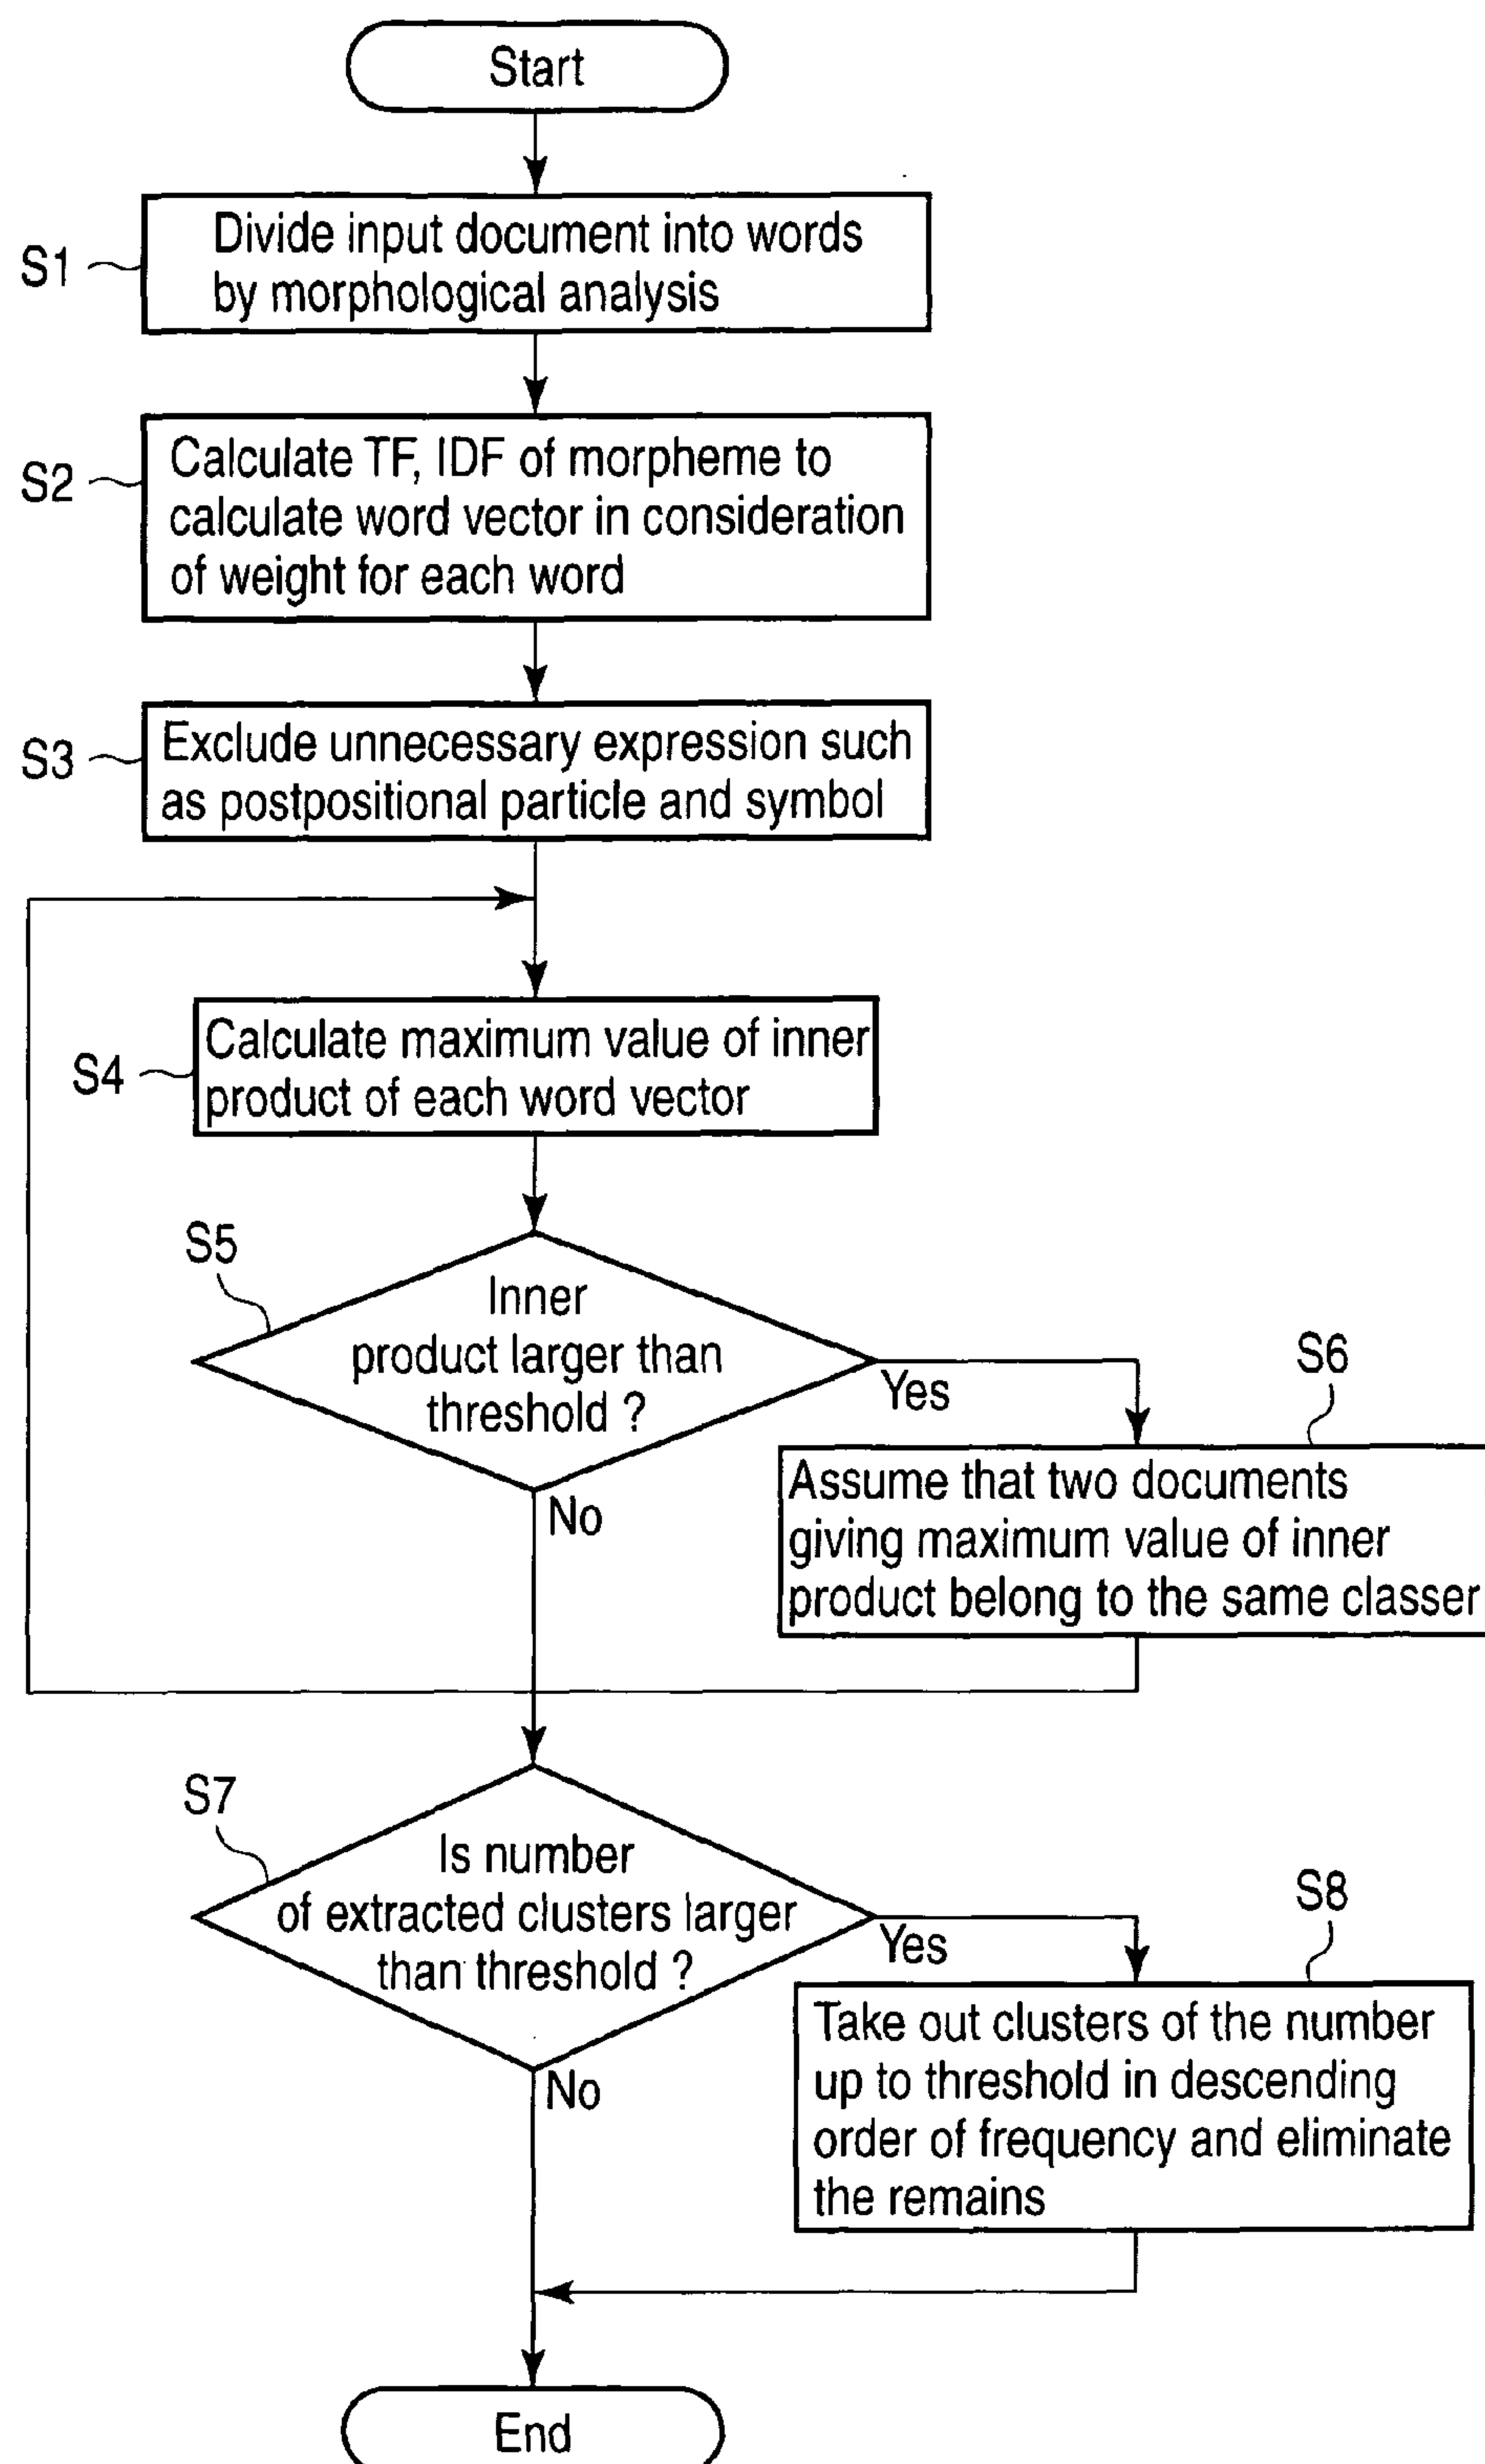 Start
S1
Divide input document into words
by morphological analysis
S2
Calculate TF, IDF of morpheme to
calculate word vector in consideration
of weight for each word
S3
Exclude unnecessary expression such
as postpositional particle and symbol
S4
Calculate maximum value of inner
product of each word vector
S5
Inner
product larger than
threshold ?
Yes
No
S6
Assume that two documents
giving maximum value of inner
product belong to the same classer
S7
Is number
of extracted clusters larger
than threshold ?
Yes
No
S8
Take out clusters of the number
up to threshold in descending
order of frequency and eliminate
the remains
End